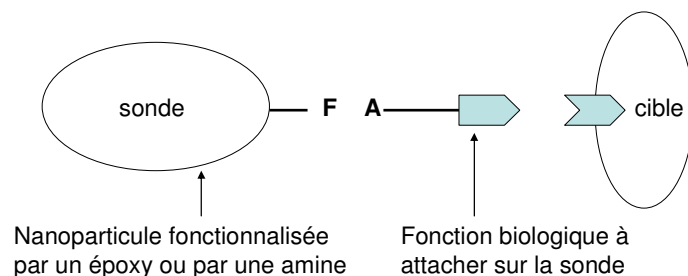 sonde
F
A
cible
Nanoparticule fonctionnalisée
par un époxy ou par une amine
Fonction biologique à
attacher sur la sonde